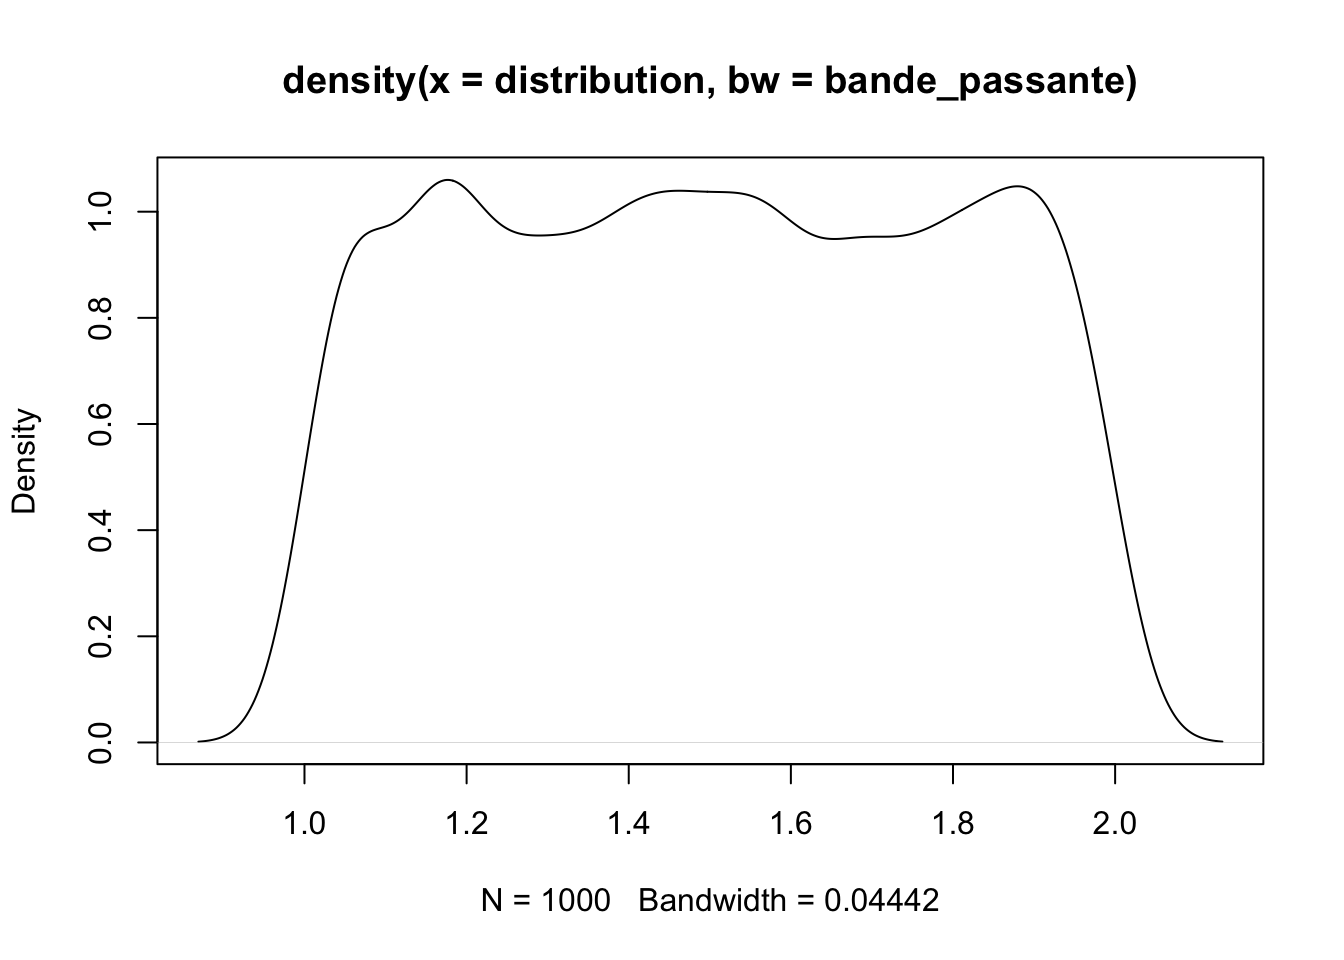 density(x = distribution, bw = bande_passante)
Density
1.0
0.8
0.6
0.4
0.2
0.0
1.0 1.2 1.4 1.6 1.8 2.0
N = 1000 Bandwidth = 0.04442